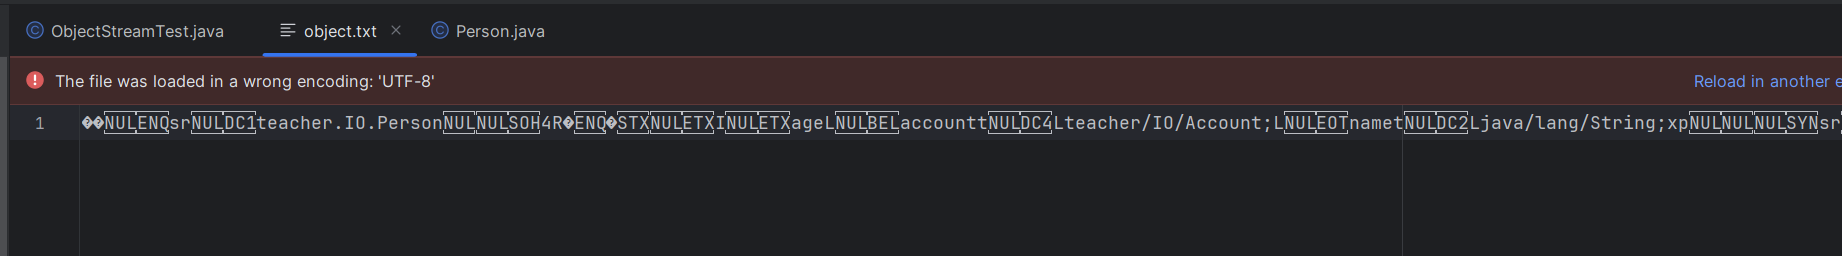 ObjectStreamTest.java
object.txt
Person.java
The file was loaded in a wrong encoding: 'UTF-8'
Reload in another e
1
��NULENQsrNULDC1teacher.IO.PersonNULNULSOH4R�ENQ�STXNULETXINULETXageLNULBELaccounttNULDC4Lteacher/IO/Account;LNULEOTnametNULDC2Ljava/lang/String;xpNULNULNULSYNsr